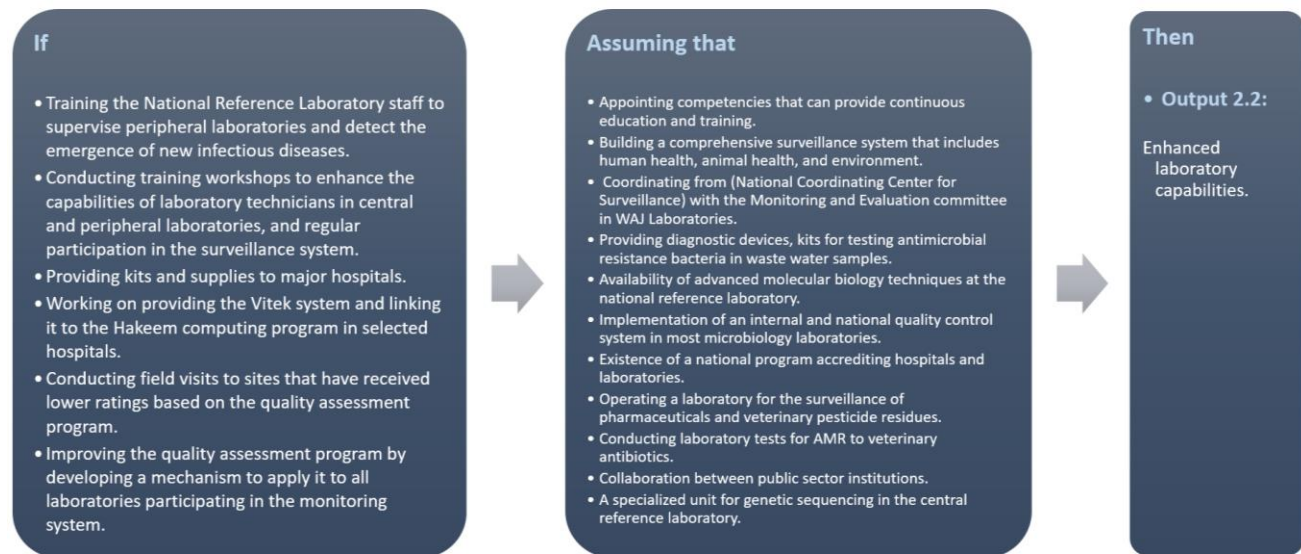 If
• Training the National Reference Laboratory staff to
supervise peripheral laboratories and detect the
emergence of new infectious diseases.
• Conducting training workshops to enhance the
capabilities of laboratory technicians in central
and peripheral laboratories, and regular
participation in the surveillance system.
• Providing kits and supplies to major hospitals.
• Working on providing the Vitek system and linking
it to the Hakeem computing program in selected
hospitals.
• Conducting field visits to sites that have received
lower ratings based on the quality assessment
program.
• Improving the quality assessment program by
developing a mechanism to apply it to all
laboratories participating in the monitoring
system.
Assuming that
• Appointing competencies that can provide continuous
education and training.
• Building a comprehensive surveillance system that includes
human health, animal health, and environment.
• Coordinating from (National Coordinating Center for
Surveillance) with the Monitoring and Evaluation committee
in WAJ Laboratories.
• Providing diagnostic devices, kits for testing antimicrobial
resistance bacteria in waste water samples.
• Availability of advanced molecular biology techniques at the
national reference laboratory.
• Implementation of an internal and national quality control
system in most microbiology laboratories.
• Existence of a national program accrediting hospitals and
laboratories.
• Operating a laboratory for the surveillance of
pharmaceuticals and veterinary pesticide residues.
• Conducting laboratory tests for AMR to veterinary
antibiotics.
• Collaboration between public sector institutions.
• A specialized unit for genetic sequencing in the central
reference laboratory.
Then
• Output 2.2:
Enhanced
laboratory
capabilities.